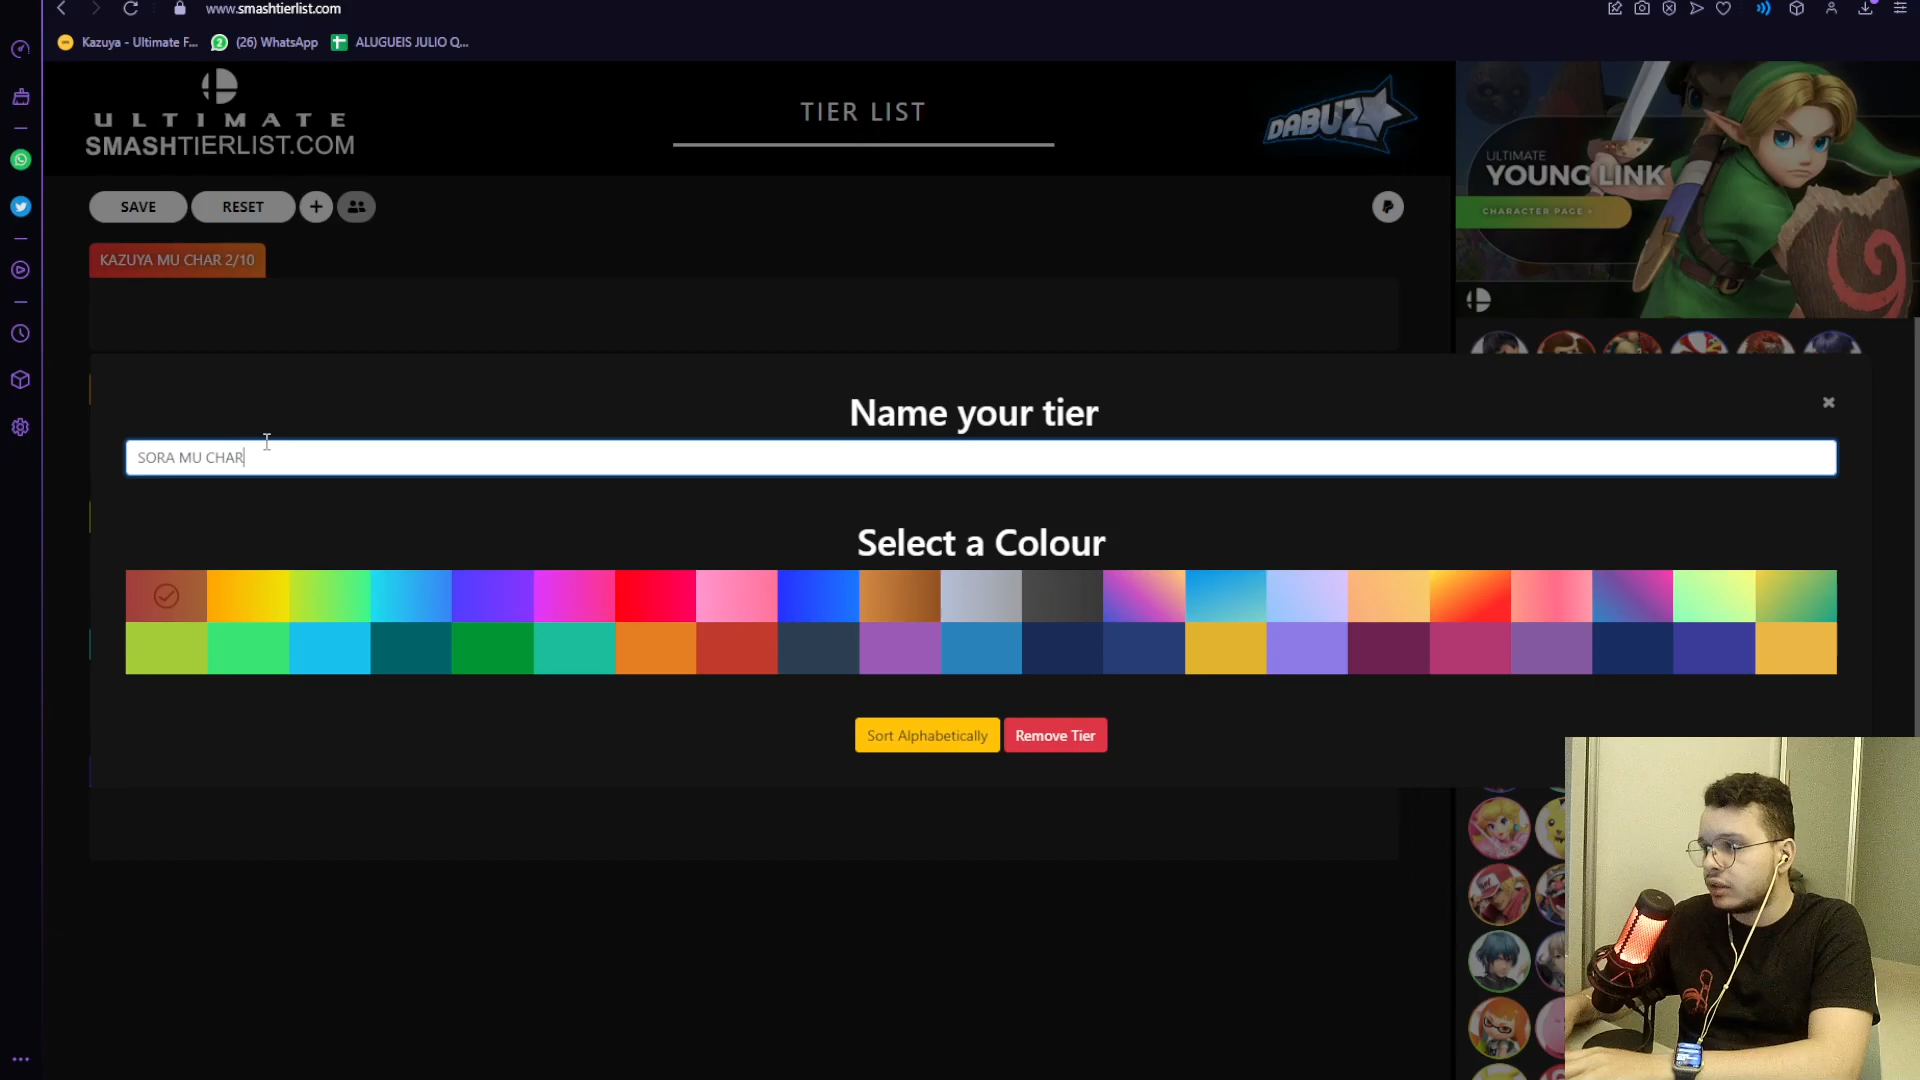 www.smashtierlist.com
Kazuya - Ultimate F...
(26) WhatsApp
ALUGUEIS JULIO Q...
ULTIMATE
SMASHTIERLIST.COM
TIER LIST
DABUZ
ULTIMATE
YOUNG LINK
CHARACTER PAGE +
SAVE
RESET
+
KAZUYA MU CHAR 2/10
Name your tier
×
SORA MU CHAR
Select a Colour
Sort Alphabetically
Remove Tier